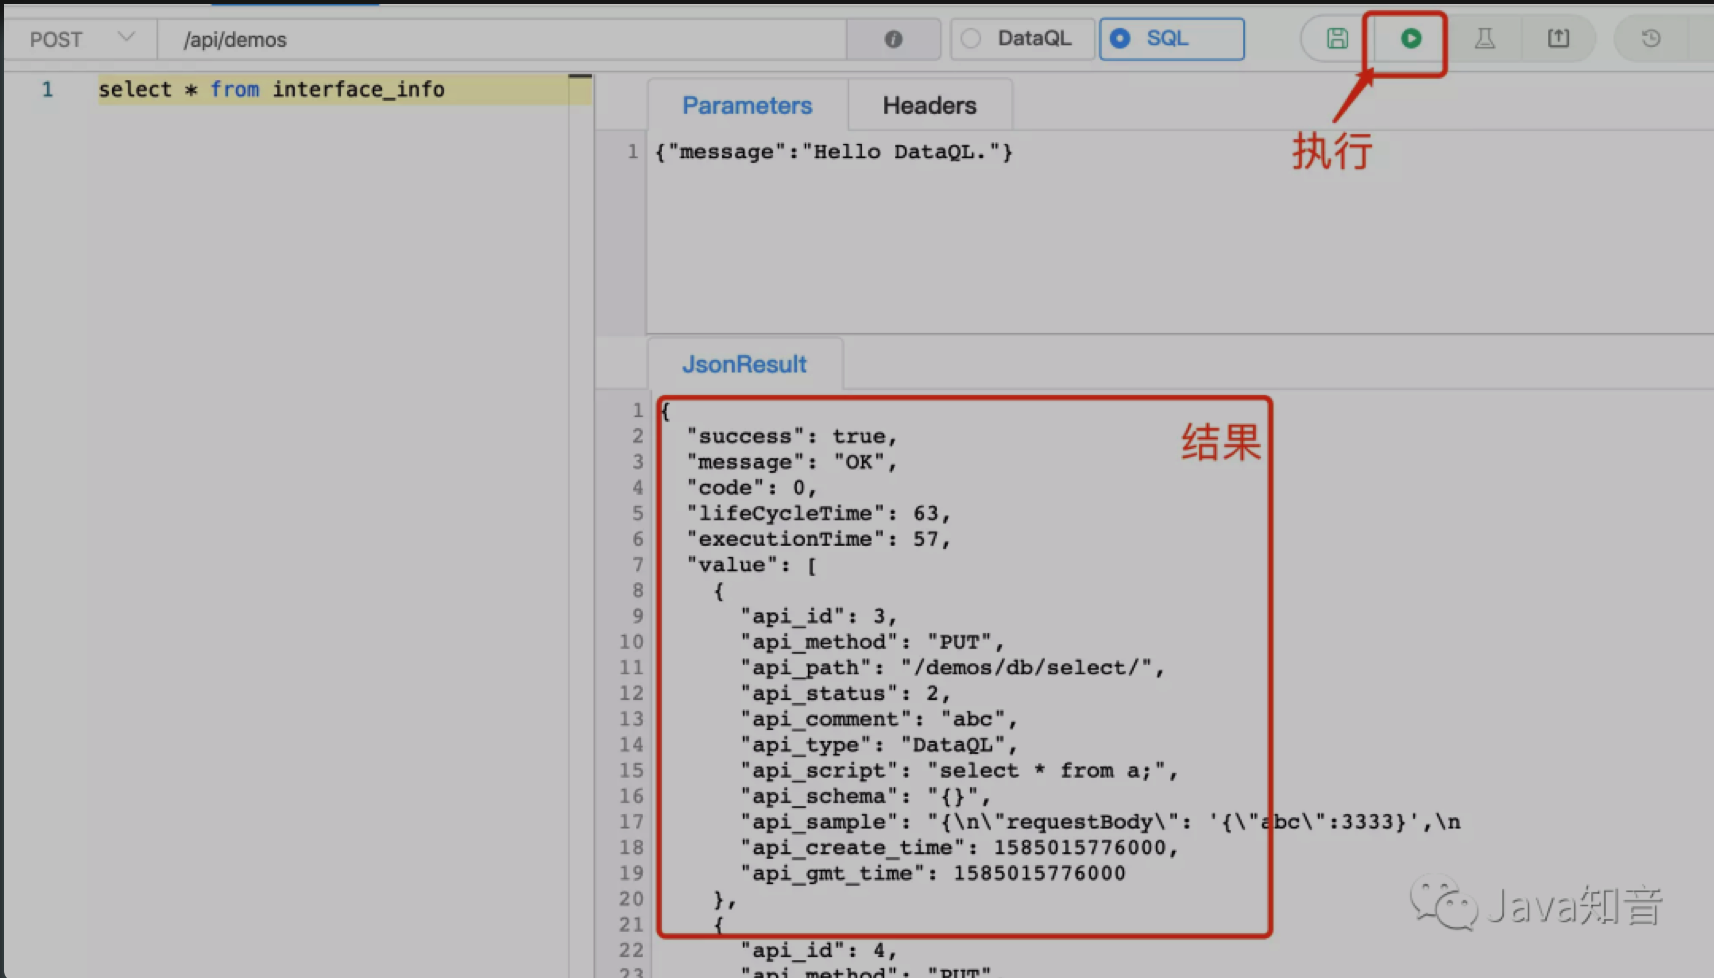 POST /api/demos DataQL SQL
1 select * from interface_info
Parameters Headers
执行
1 {"message":"Hello DataQL."}
JsonResult
结果
1 {
2 "success": true,
3 "message": "OK",
4 "code": 0,
5 "lifeCycleTime": 63,
6 "executionTime": 57,
7 "value": [
8 {
9 "api_id": 3,
10 "api_method": "PUT",
11 "api_path": "/demos/db/select/",
12 "api_status": 2,
13 "api_comment": "abc",
14 "api_type": "DataQL",
15 "api_script": "select * from a;",
16 "api_schema": "{}",
17 "api_sample": "{\n\"requestBody\": '{\"abc\":3333}',\n
18 "api_create_time": 1585015776000,
19 "api_gmt_time": 1585015776000
20 },
21 {
22 "api_id": 4,
23 "api_method": "PUT",
Java知音